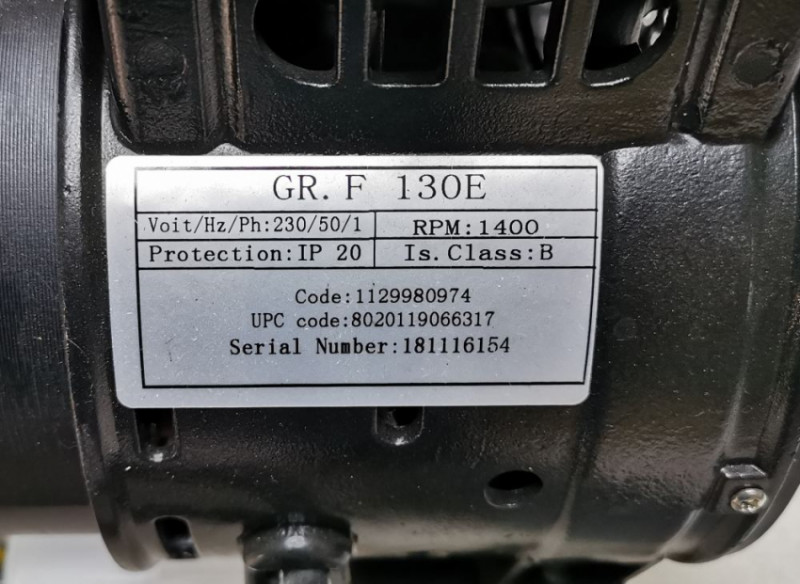 GR. F 130E
Voit/Hz/Ph:230/50/1 RPM:1400
Protection:IP 20 Is. Class:B
Code:1129980974
UPC code:8020119066317
Serial Number:181116154